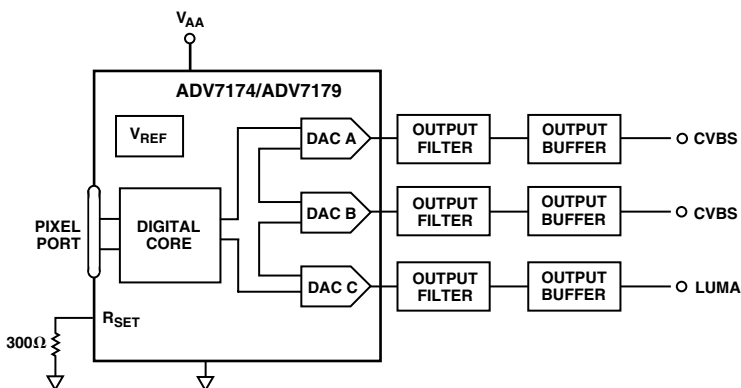 VAA
ADV7174/ADV7179
VREF
DAC A
OUTPUT
FILTER
OUTPUT
BUFFER
CVBS
PIXEL
PORT
DIGITAL
CORE
DAC B
OUTPUT
FILTER
OUTPUT
BUFFER
CVBS
DAC C
OUTPUT
FILTER
OUTPUT
BUFFER
LUMA
RSET
300Ω